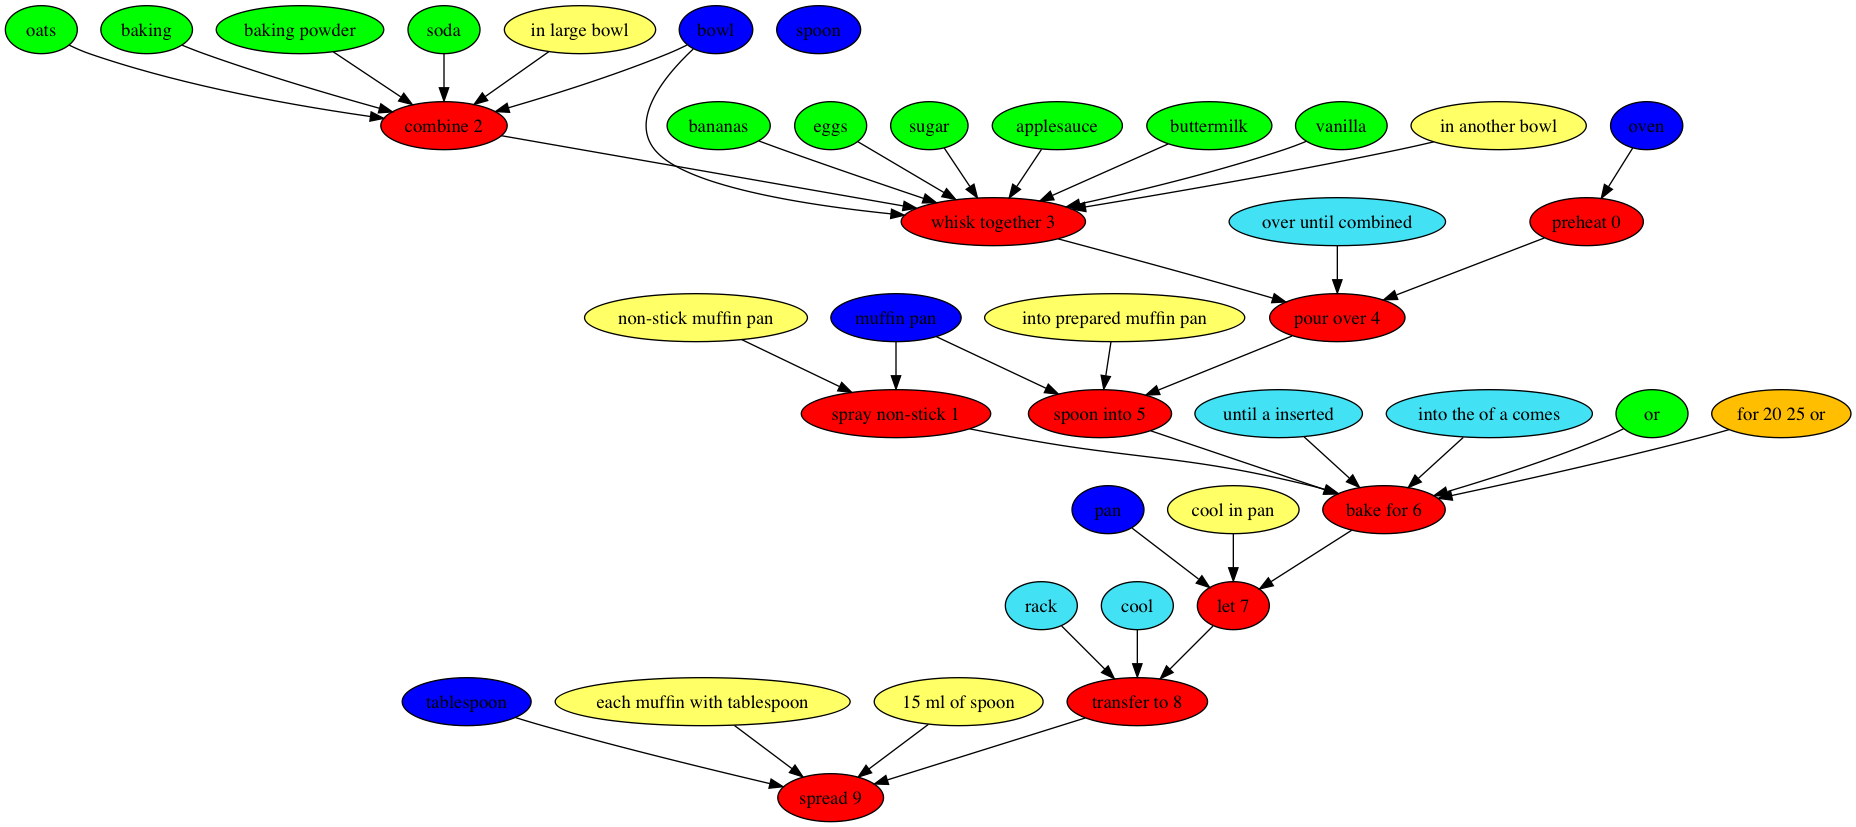 oats
baking
baking powder
soda
in large bowl
bowl
spoon
combine 2
bananas
eggs
sugar
applesauce
buttermilk
vanilla
in another bowl
oven
whisk together 3
over until combined
preheat 0
non-stick muffin pan
muffin pan
into prepared muffin pan
pour over 4
spray non-stick 1
spoon into 5
until a inserted
into the of a comes
or
for 20 25 or
pan
cool in pan
bake for 6
rack
cool
let 7
tablespoon
each muffin with tablespoon
15 ml of spoon
transfer to 8
spread 9